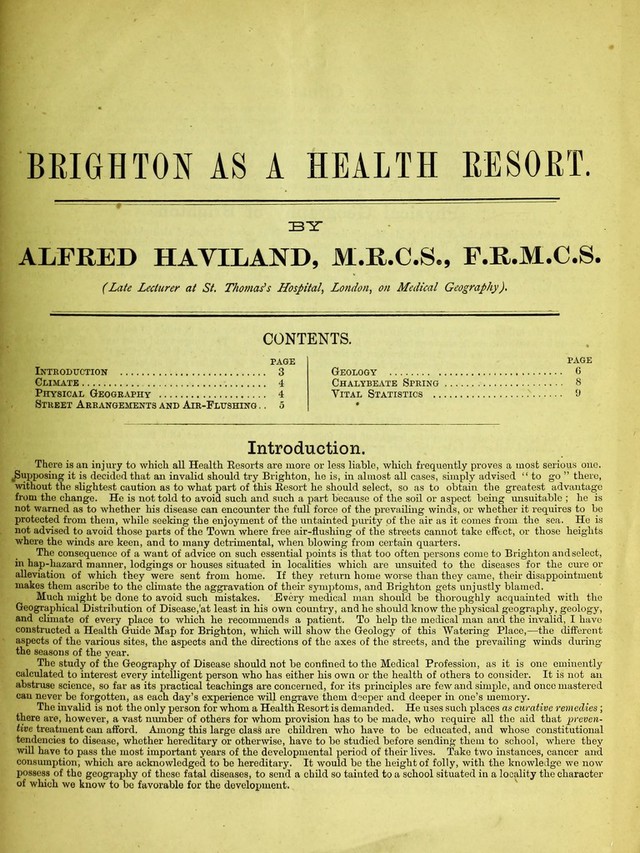 BRIGHTON AS A HEALTH RESORT.
BY
ALFRED HAVILAND, M.R.C.S., F.R.M.C.S.
(Late Lecturer at St. Thomas's Hospital, London, on Medical Geography).
CONTENTS.
PAGE
INTRODUCTION .......................... 3
CLIMATE................................. 4
PHYSICAL GEOGRAPHY ................... 4
STREET ARRANGEMENTS AND AIR-FLUSHING.. 5
PAGE
GEOLOGY ............................... 6
CHALYBEATE SPRING ..................... 8
VITAL STATISTICS ....................... 9
Introduction.
There is an injury to which all Health Resorts are more or less liable, which frequently proves a most serious one.
Supposing it is decided that an invalid should try Brighton, he is, in almost all cases, simply advised "to go" there,
without the slightest caution as to what part of this Resort he should select, so as to obtain the greatest advantage
from the change. He is not told to avoid such and such a part because of the soil or aspect being unsuitable; he is
not warned as to whether his disease can encounter the full force of the prevailing winds, or whether it requires to be
protected from them, while seeking the enjoyment of the untainted purity of the air as it comes from the sea. He is
not advised to avoid those parts of the Town where free air-flushing of the streets cannot take effect, or those heights
where the winds are keen, and to many detrimental, when blowing from certain quarters.
The consequence of a want of advice on such essential points is that too often persons come to Brighton and select,
in hap-hazard manner, lodgings or houses situated in localities which are unsuited to the diseases for the cure or
alleviation of which they were sent from home. If they return home worse than they came, their disappointment
makes them ascribe to the climate the aggravation of their symptoms, and Brighton gets unjustly blamed.
Much might be done to avoid such mistakes. Every medical man should be thoroughly acquainted with the
Geographical Distribution of Disease, at least in his own country, and he should know the physical geography, geology,
and climate of every place to which he recommends a patient. To help the medical man and the invalid, I have
constructed a Health Guide Map for Brighton, which will show the Geology of this Watering Place,—the different
aspects of the various sites, the aspects and the directions of the axes of the streets, and the prevailing winds during
the seasons of the year.
The study of the Geography of Disease should not be confined to the Medical Profession, as it is one eminently
calculated to interest every intelligent person who has either his own or the health of others to consider. It is not an
abstruse science, so far as its practical teachings are concerned, for its principles are few and simple, and once mastered
can never be forgotten, as each day's experience will engrave them deeper and deeper in one's memory.
The invalid is not the only person for whom a Health Resort is demanded. He uses such places as curative remedies;
there are, however, a vast number of others for whom provision has to be made, who require all the aid that preven-
tive treatment can afford. Among this large class are children who have to be educated, and whose constitutional
tendencies to disease, whether hereditary or otherwise, have to be studied before sending them to school, where they
will have to pass the most important years of the developmental period of their lives. Take two instances, cancer and
consumption, which are acknowledged to be hereditary. It would be the height of folly, with the knowledge we now
possess of the geography of these fatal diseases, to send a child so tainted to a school situated in a locality the character
of which we know to be favorable for the development.